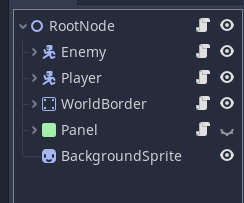 RootNode
Enemy
Player
WorldBorder
Panel
BackgroundSprite